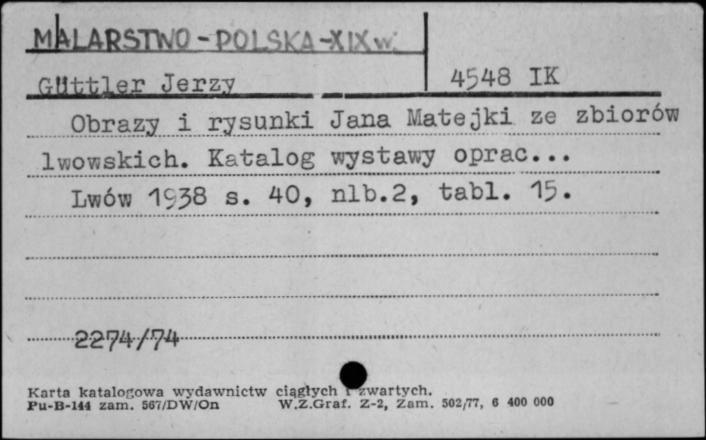 MALARSTWO-POLSKA-XIX w.
Güttler Jerzy 4548 IK
Obrazy i rysunki Jana Matejki ze zbiorów
lwowskich. Katalog wystawy oprac...
Lwów 1938 s. 40, nlb.2, tabl. 15.
2274/74
Karta katalogowa wydawnictw ciągłych i zwartych.
Pu-B-144 zam. 567/DW/On W.Z.Graf. Z-2, Zam. 502/77, 6 400 000